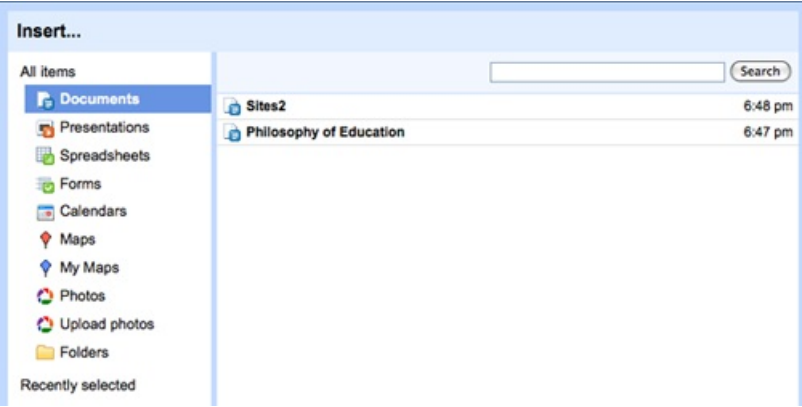 Insert...
All items
Documents
Presentations
Spreadsheets
Forms
Calendars
Maps
My Maps
Photos
Upload photos
Folders
Recently selected
Search
Sites2 6:48 pm
Philosophy of Education 6:47 pm